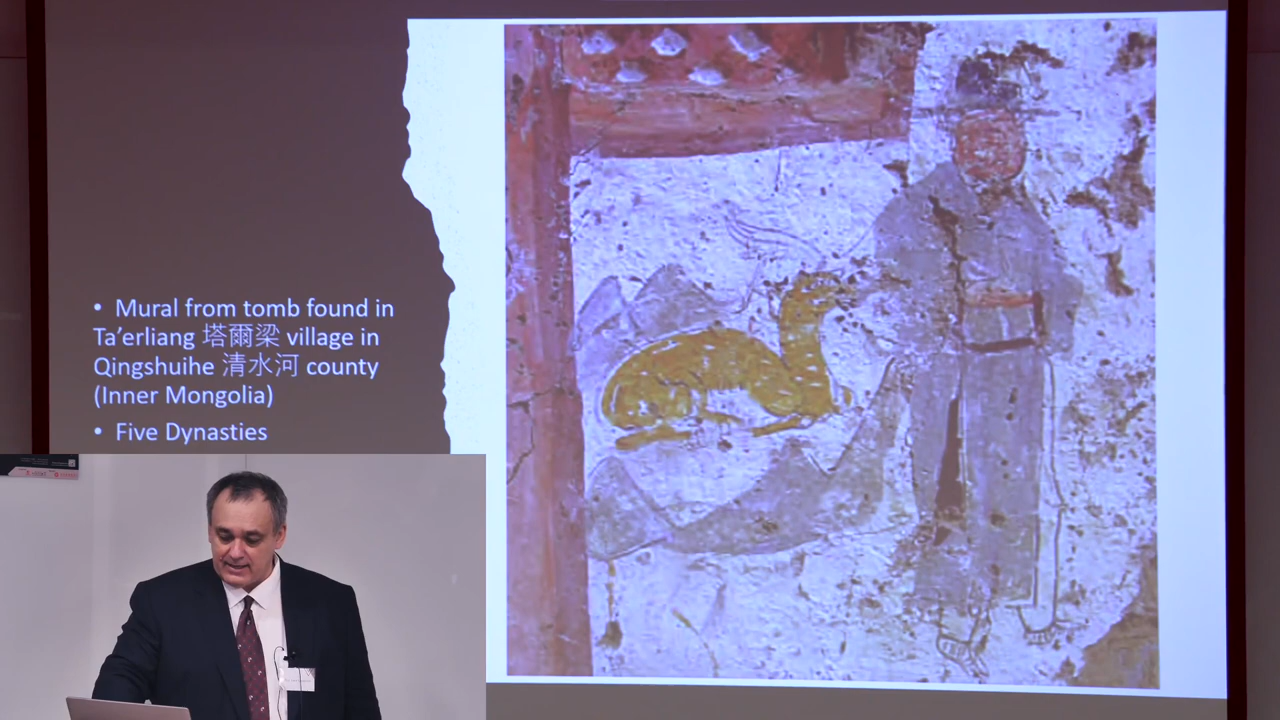 • Mural from tomb found in
Ta’erliang 塔爾梁 village in
Qingshuihe 清水河 county
(Inner Mongolia)
• Five Dynasties